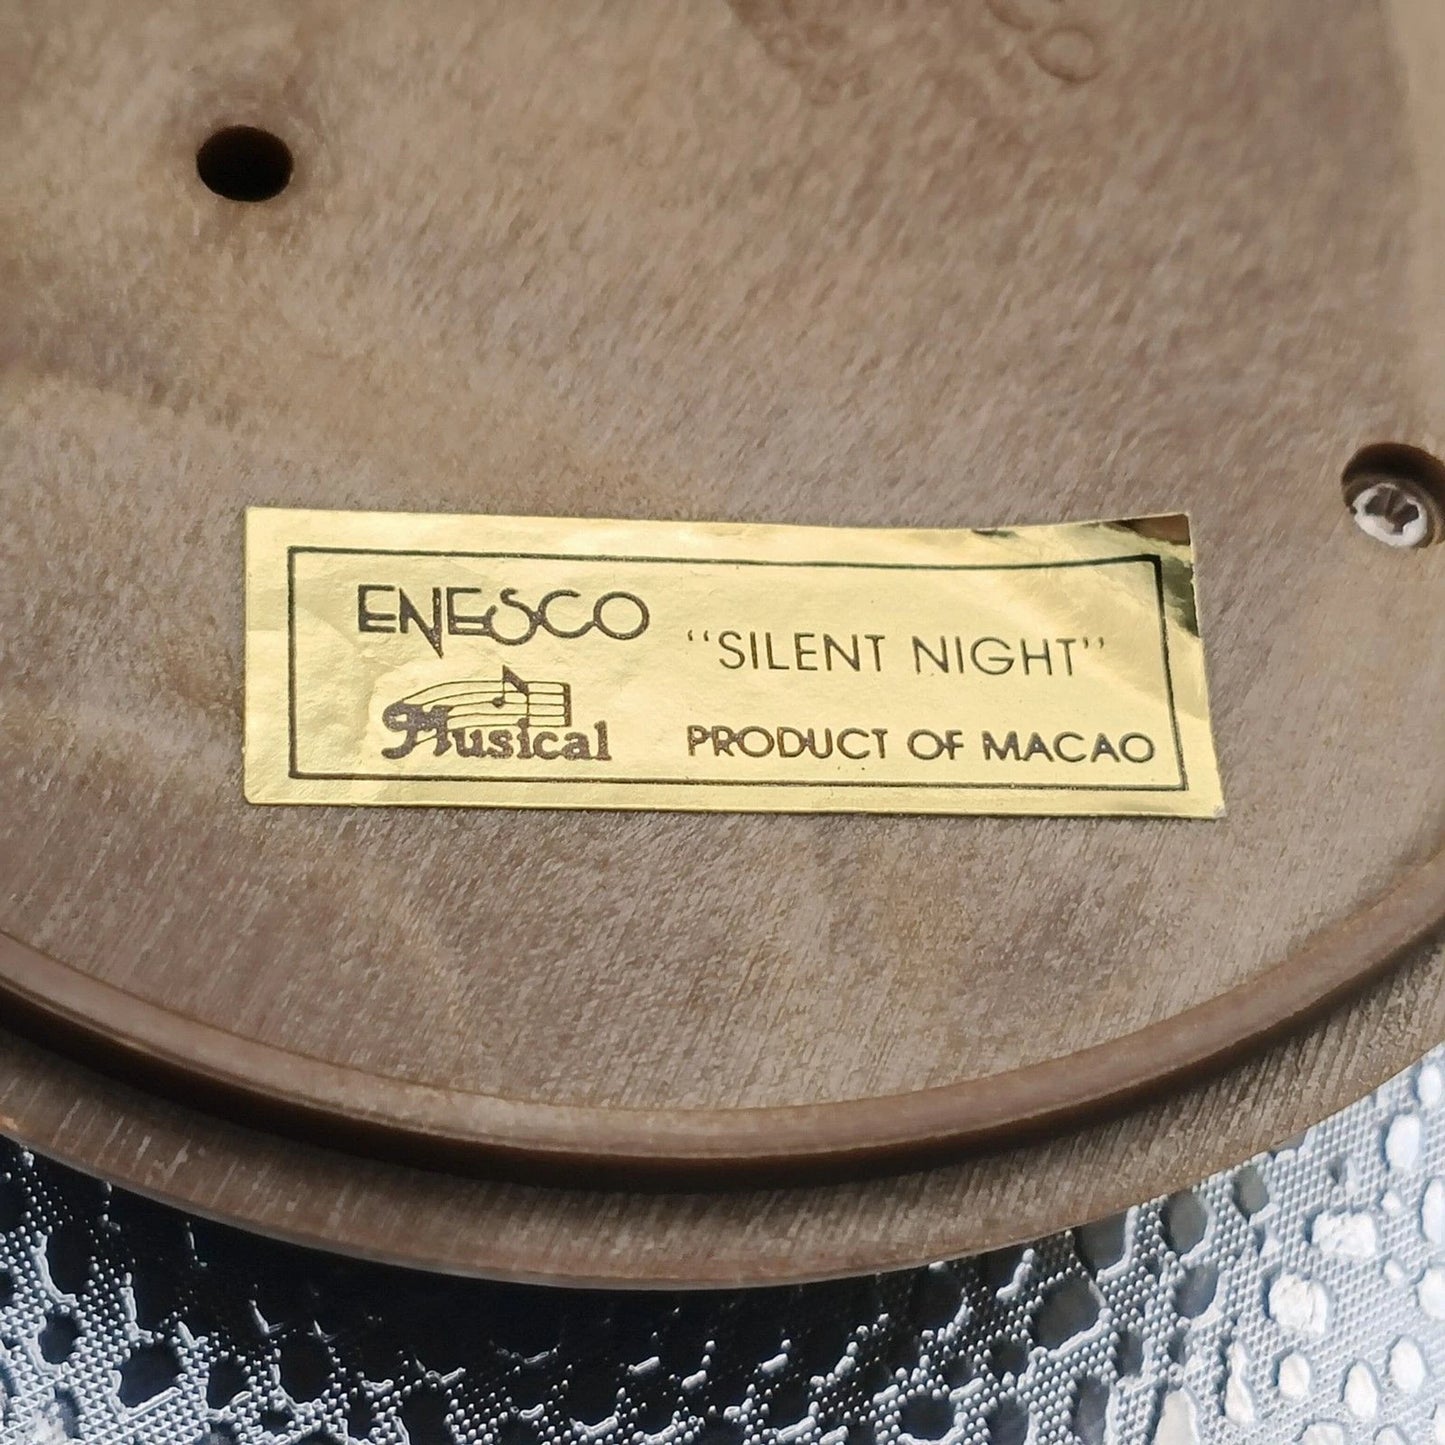 ENESCO
Musical
"SILENT NIGHT"
PRODUCT OF MACAO